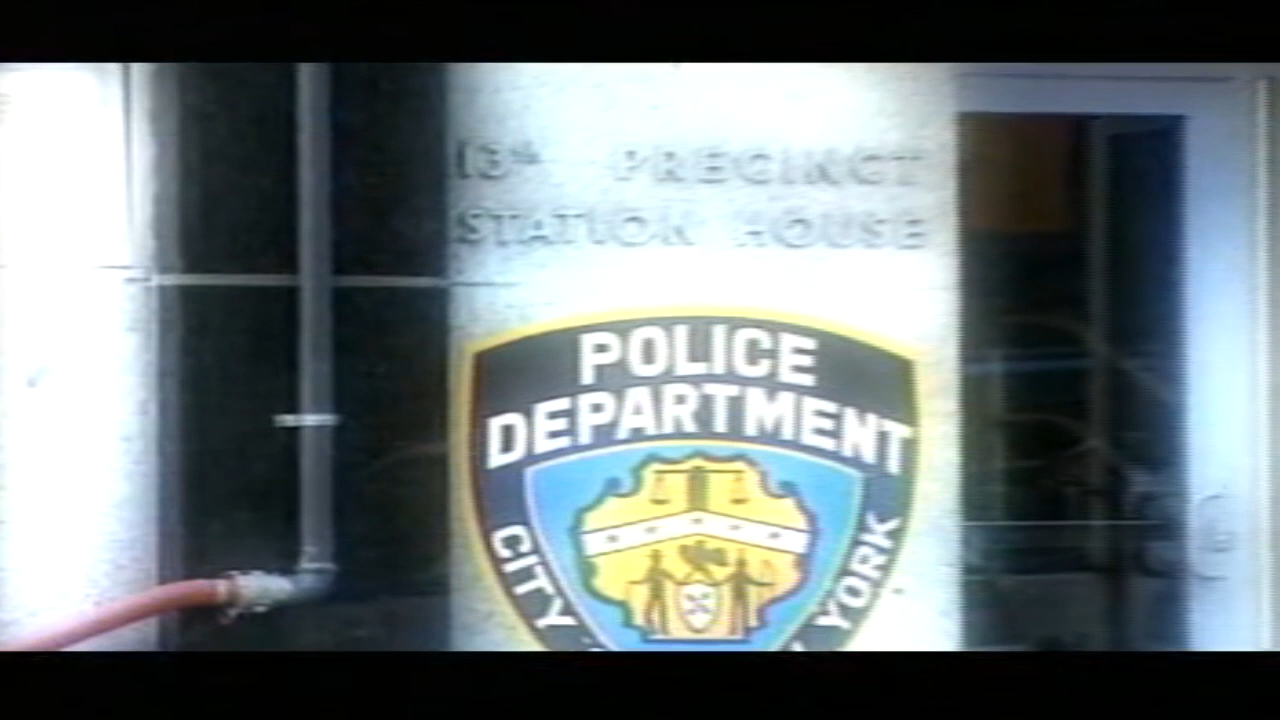 13th PRECINCT
STATION HOUSE
POLICE
DEPARTMENT
CITY
YORK